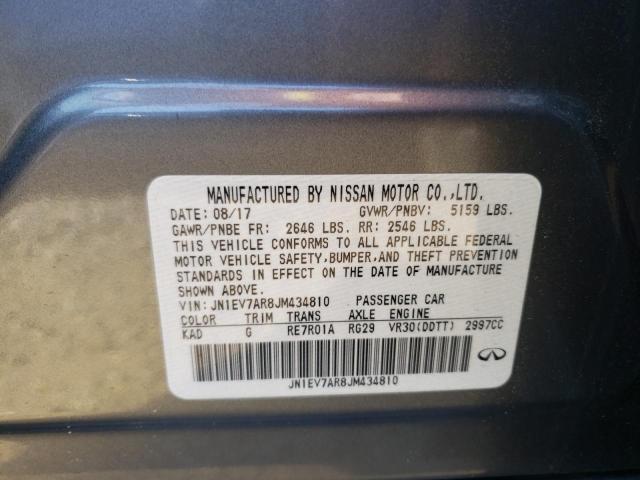 MANUFACTURED BY NISSAN MOTOR CO.,LTD.
DATE: 08/17 GVWR/PNBV: 5159 LBS.
GAWR/PNBE FR: 2646 LBS. RR: 2546 LBS.
THIS VEHICLE CONFORMS TO ALL APPLICABLE FEDERAL
MOTOR VEHICLE SAFETY,BUMPER,AND THEFT PREVENTION
STANDARDS IN EFFECT ON THE DATE OF MANUFACTURE
SHOWN ABOVE.
VIN: JN1EV7AR8JM434810 PASSENGER CAR
COLOR TRIM TRANS AXLE ENGINE
KAD G RE7R01A RG29 VR30(DDTT) 2997CC
JN1EV7AR8JM434810